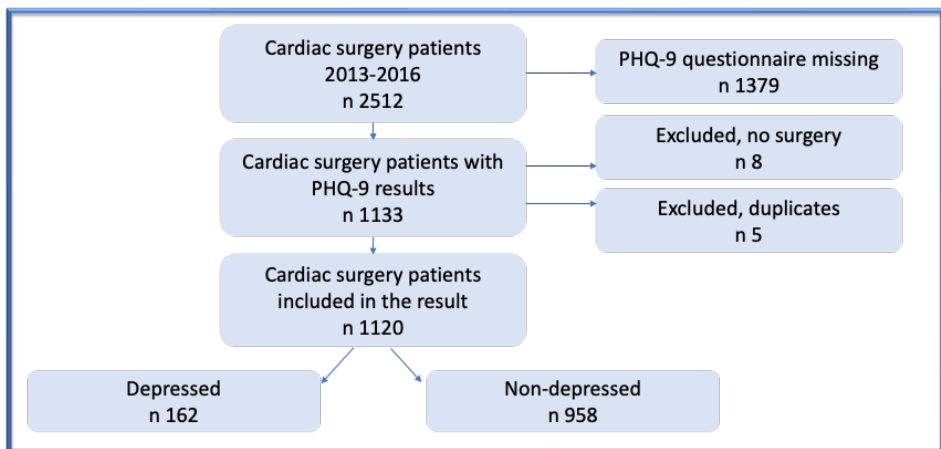 Cardiac surgery patients
2013-2016
n 2512
PHQ-9 questionnaire missing
n 1379
Cardiac surgery patients with
PHQ-9 results
n 1133
Excluded, no surgery
n 8
Excluded, duplicates
n 5
Cardiac surgery patients
included in the result
n 1120
Depressed
n 162
Non-depressed
n 958